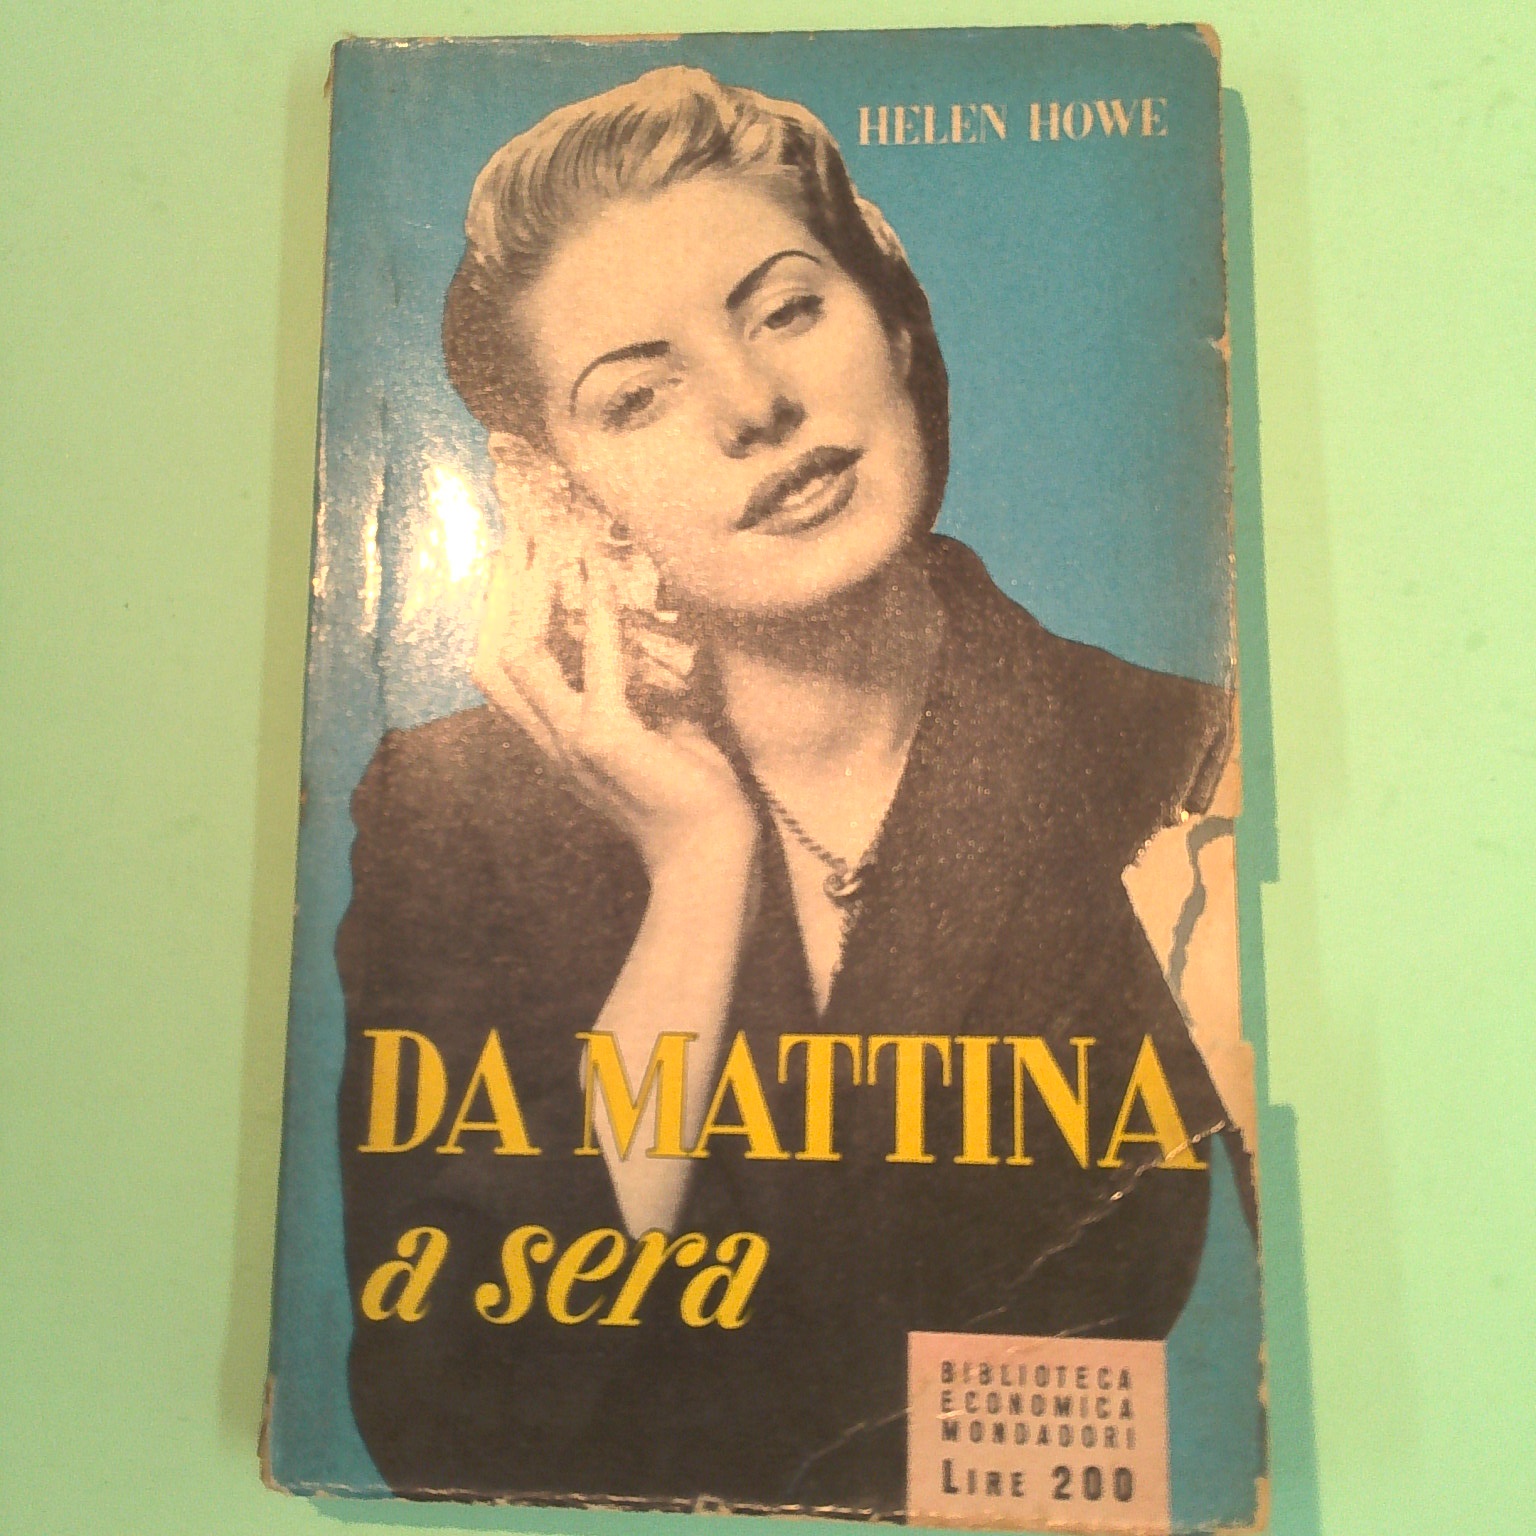 HELEN HOWE
DA MATTINA
a sera
BIBLIOTECA
ECONOMICA
MONDADORI
LIRE 200